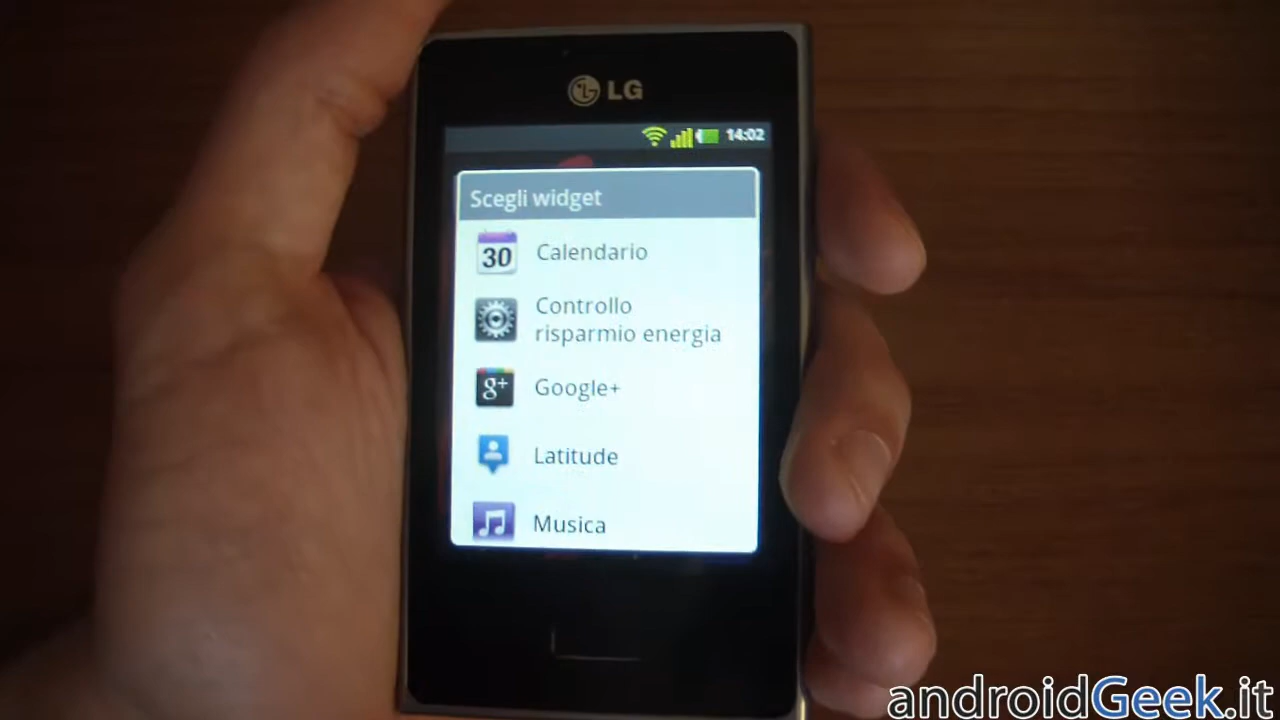 LG
14:02
Scegli widget
30
Calendario
Controllo
risparmio energia
g+
Google+
Latitude
Musica
androidGeek.it